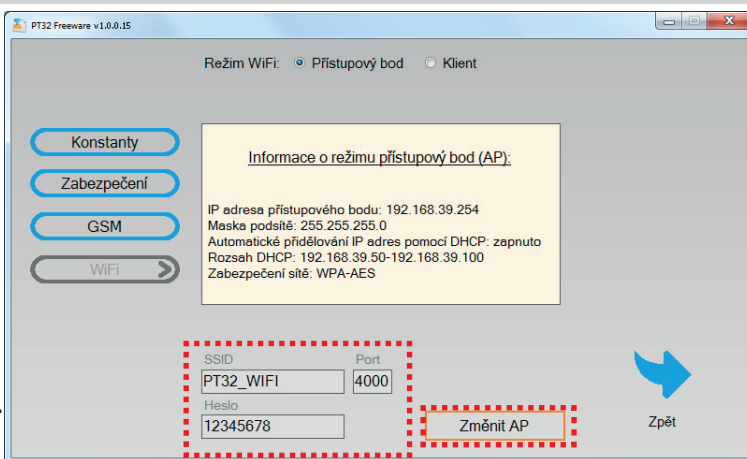 PT32 Freeware v1.0.0.15
Režim WiFi: Přístupový bod Klient
Konstanty
Zabezpečení
GSM
WiFi
Informace o režimu přístupový bod (AP):
IP adresa přístupového bodu: 192.168.39.254
Maska podsítě: 255.255.255.0
Automatické přidělování IP adres pomocí DHCP: zapnuto
Rozsah DHCP: 192.168.39.50-192.168.39.100
Zabezpečení sítě: WPA-AES
SSID Port
PT32_WIFI 4000
Heslo
12345678
Změnit AP
Zpět